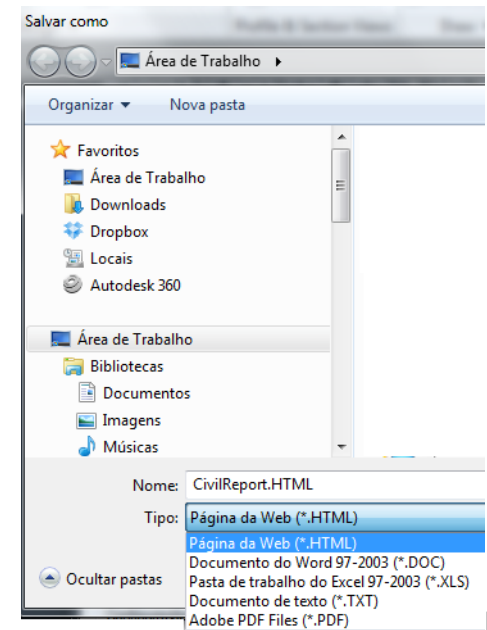 Salvar como
Área de Trabalho
Organizar
Nova pasta
Favoritos
Área de Trabalho
Downloads
Dropbox
Locais
Autodesk 360
Área de Trabalho
Bibliotecas
Documentos
Imagens
Músicas
Nome: CivilReport.HTML
Tipo: Página da Web (*.HTML)
Página da Web (*.HTML)
Documento do Word 97-2003 (*.DOC)
Pasta de trabalho do Excel 97-2003 (*.XLS)
Ocultar pastas
Documento de texto (*.TXT)
Adobe PDF Files (*.PDF)